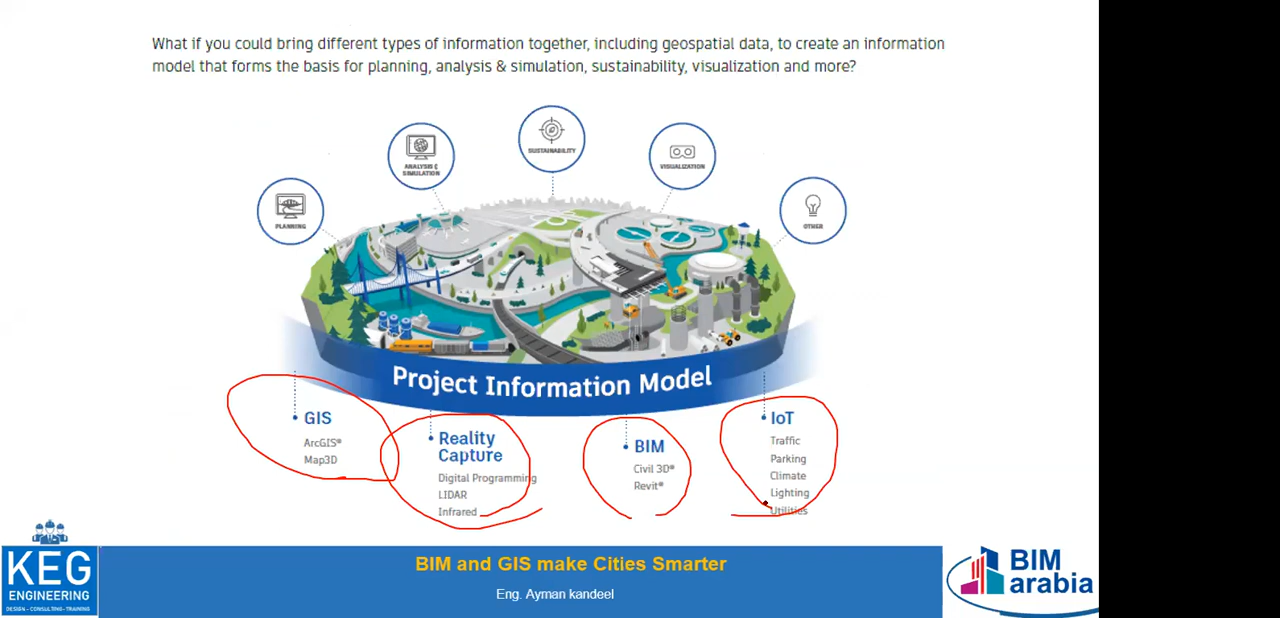 What if you could bring different types of information together, including geospatial data, to create an information
model that forms the basis for planning, analysis & simulation, sustainability, visualization and more?
SUSTAINABILITY
ANALYSIS &
SIMULATION
VISUALIZATION
PLANNING
OTHER
Project Information Model
GIS
ArcGIS®
Map3D
Reality
Capture
Digital Programming
LIDAR
Infrared
BIM
Civil 3D®
Revit®
IoT
Traffic
Parking
Climate
Lighting
Utilities
KEG
ENGINEERING
DESIGN - CONSULTING - TRAINING
BIM and GIS make Cities Smarter
Eng. Ayman kandeel
BIM
arabia